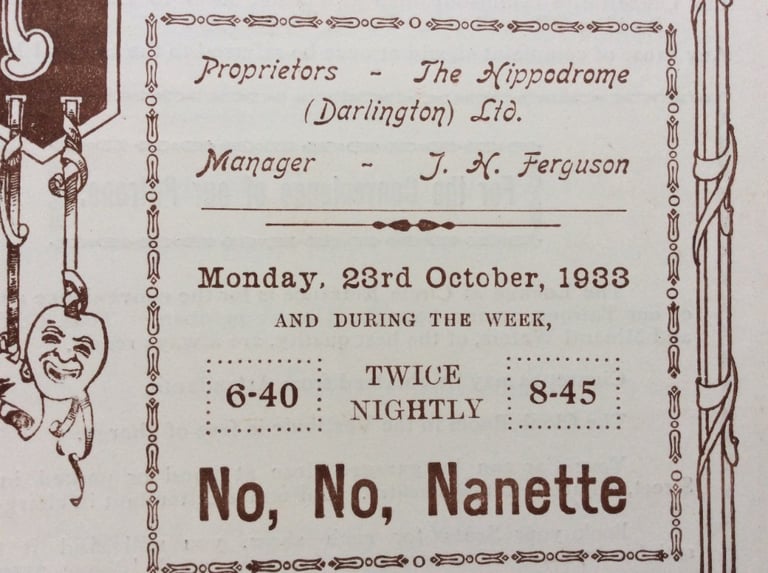 Proprietors - The Hippodrome
(Darlington) Ltd.
Manager - J. H. Ferguson
Monday, 23rd October, 1933
AND DURING THE WEEK,
6-40 TWICE NIGHTLY 8-45
No, No, Nanette